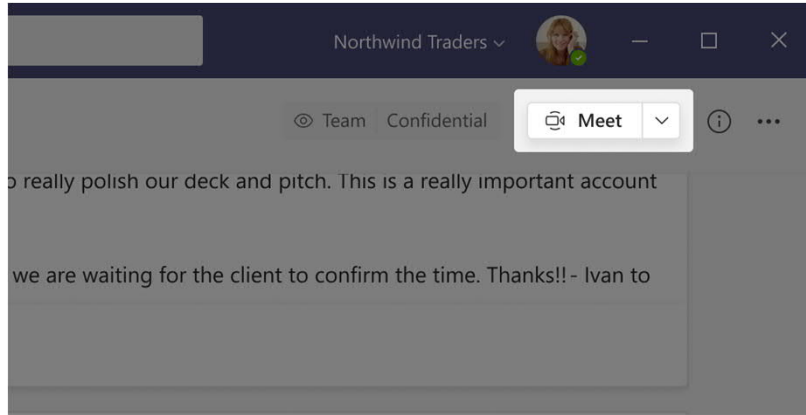 Northwind Traders
Team Confidential Meet
really polish our deck and pitch. This is a really important account
we are waiting for the client to confirm the time. Thanks!! - Ivan to